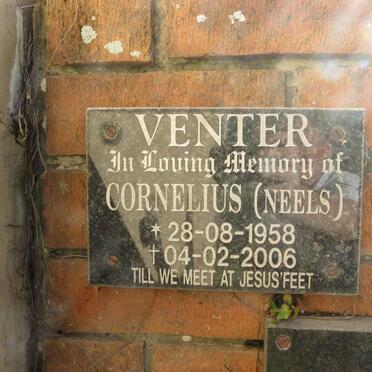 VENTER
In Loving Memory of
CORNELIUS (NEELS)
* 28-08-1958
† 04-02-2006
TILL WE MEET AT JESUS'FEET